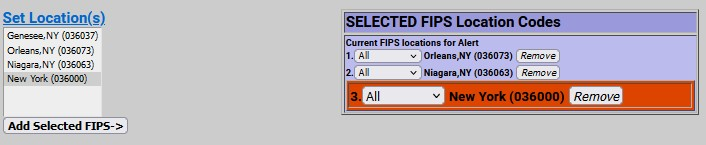 Set Location(s)
Genesee,NY (036037)
Orleans,NY (036073)
Niagara,NY (036063)
New York (036000)
Add Selected FIPS->
SELECTED FIPS Location Codes
Current FIPS locations for Alert
1. All Orleans,NY (036073) Remove
2. All Niagara,NY (036063) Remove
3. All New York (036000) Remove